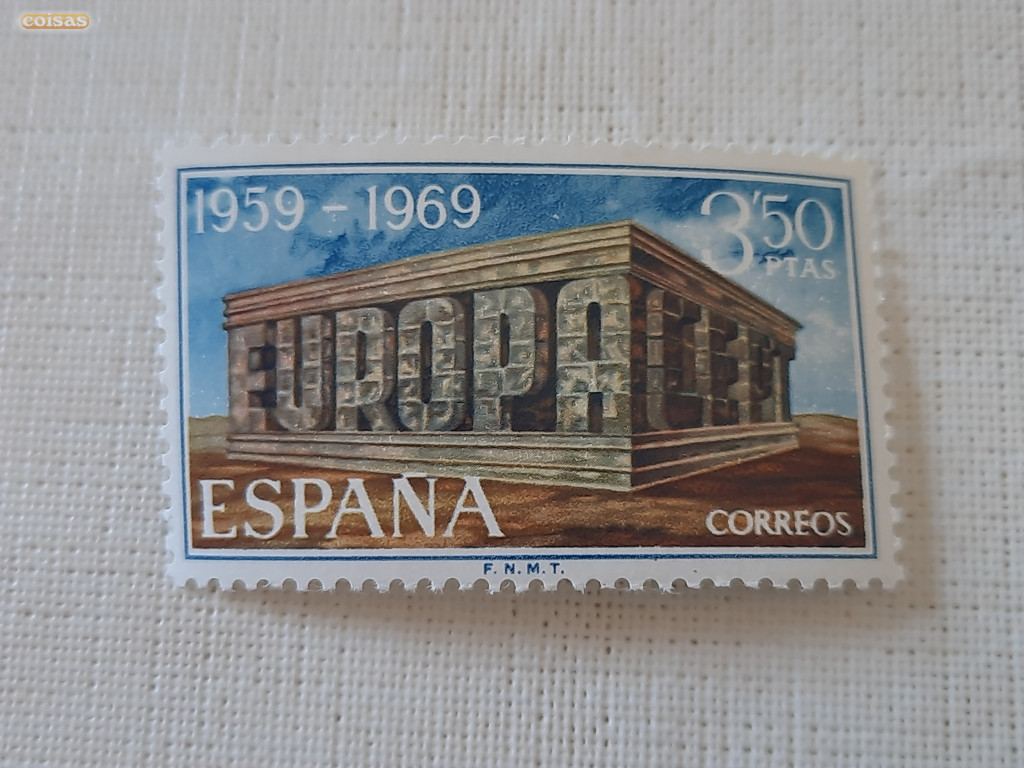 coisas
1959 - 1969
3'50
PTAS
EUROPA CEPT
ESPAÑA
CORREOS
F. N. M. T.